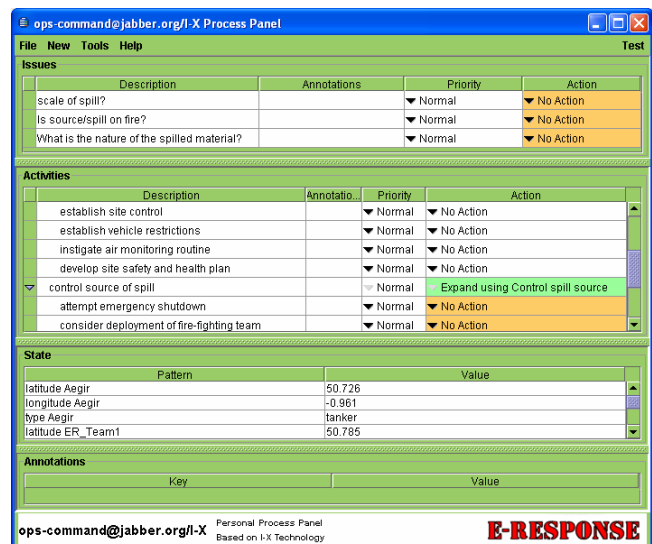 ops-command@jabber.org/I-X Process Panel
File New Tools Help Test
Issues
Description Annotations Priority Action
scale of spill? Normal No Action
Is source/spill on fire? Normal No Action
What is the nature of the spilled material? Normal No Action
Activities
Description Annotatio... Priority Action
establish site control Normal No Action
establish vehicle restrictions Normal No Action
instigate air monitoring routine Normal No Action
develop site safety and health plan Normal No Action
control source of spill Normal Expand using Control spill source
attempt emergency shutdown Normal No Action
consider deployment of fire-fighting team Normal No Action
State
Pattern Value
latitude Aegir 50.726
longitude Aegir -0.961
type Aegir tanker
latitude ER_Team1 50.785
Annotations
Key Value
ops-command@jabber.org/I-X Personal Process Panel E-RESPONSE
Based on I-X Technology